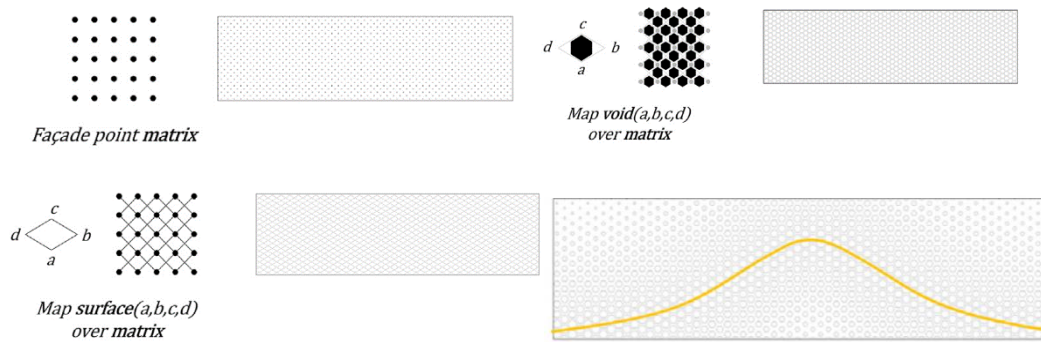 Façade point matrix
c
d
b
a
Map surface(a,b,c,d)
over matrix
c
d
b
a
Map void(a,b,c,d)
over matrix